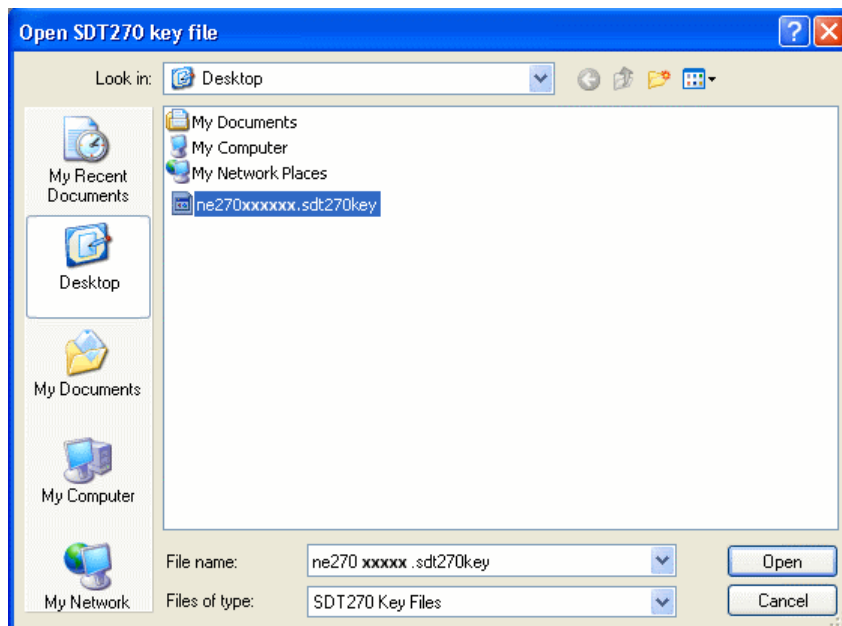 Open SDT270 key file
Look in: Desktop
My Documents
My Computer
My Network Places
ne270xxxxxx.sdt270key
My Recent
Documents
Desktop
My Documents
My Computer
My Network
File name: ne270 xxxxx .sdt270key Open
Files of type: SDT270 Key Files Cancel